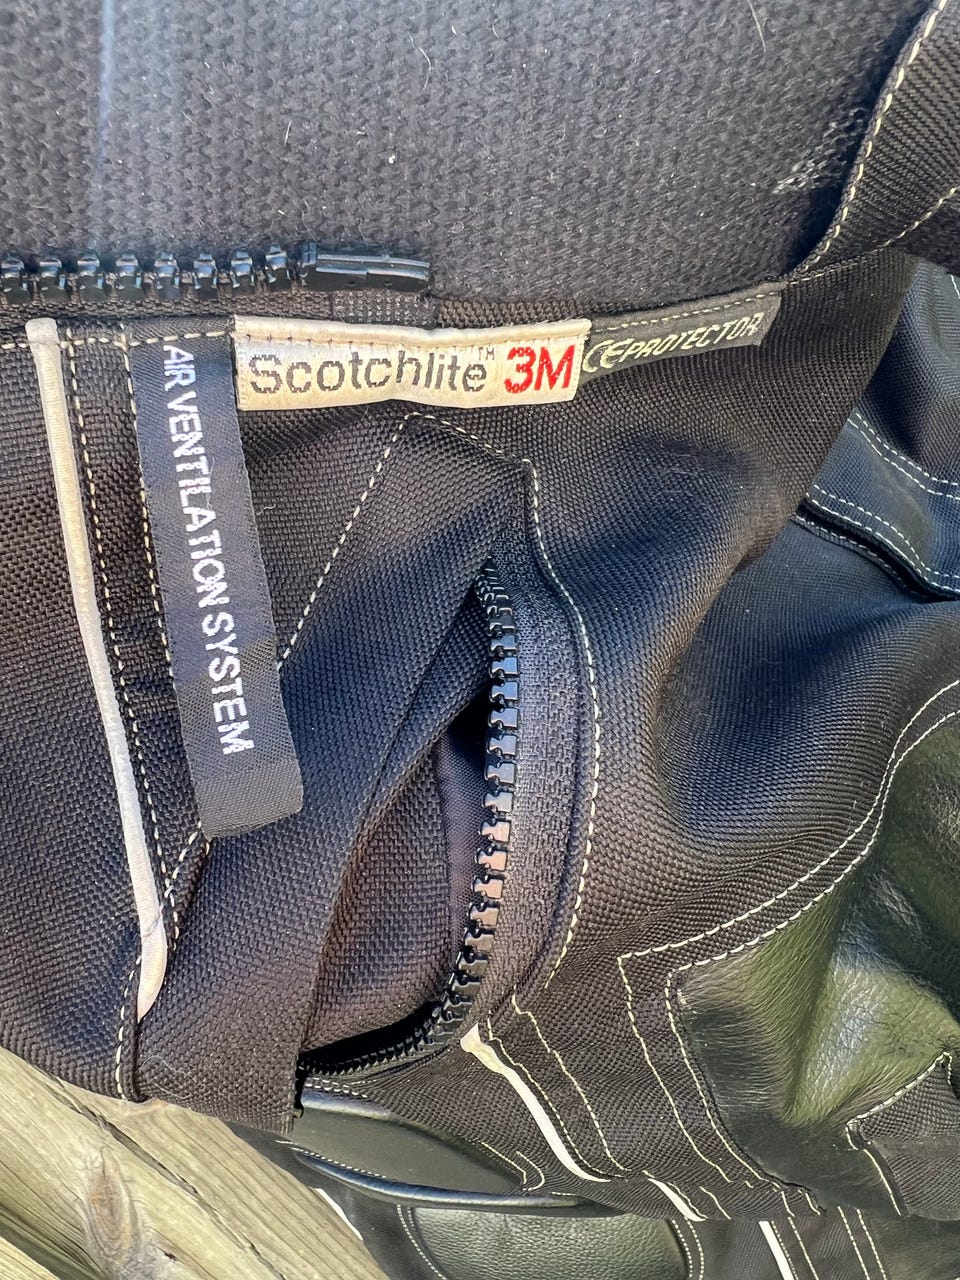 Scotchlite™ 3M
CE PROTECTOR
AIR VENTILATION SYSTEM